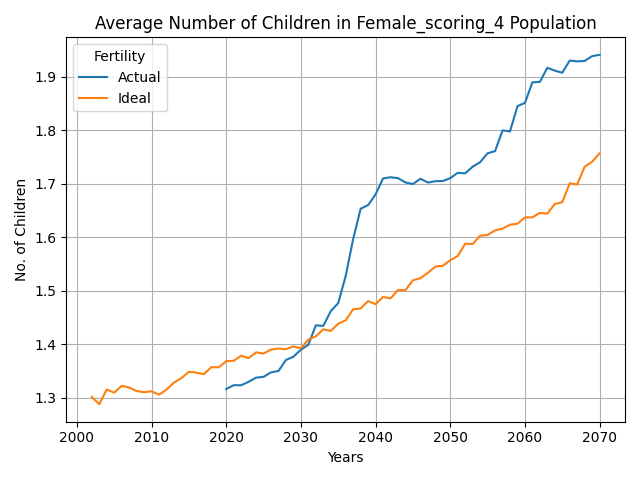 Average Number of Children in Female_scoring_4 Population
Fertility
Actual
Ideal
1.9
1.8
1.7
1.6
1.5
1.4
1.3
No. of Children
2000 2010 2020 2030 2040 2050 2060 2070
Years